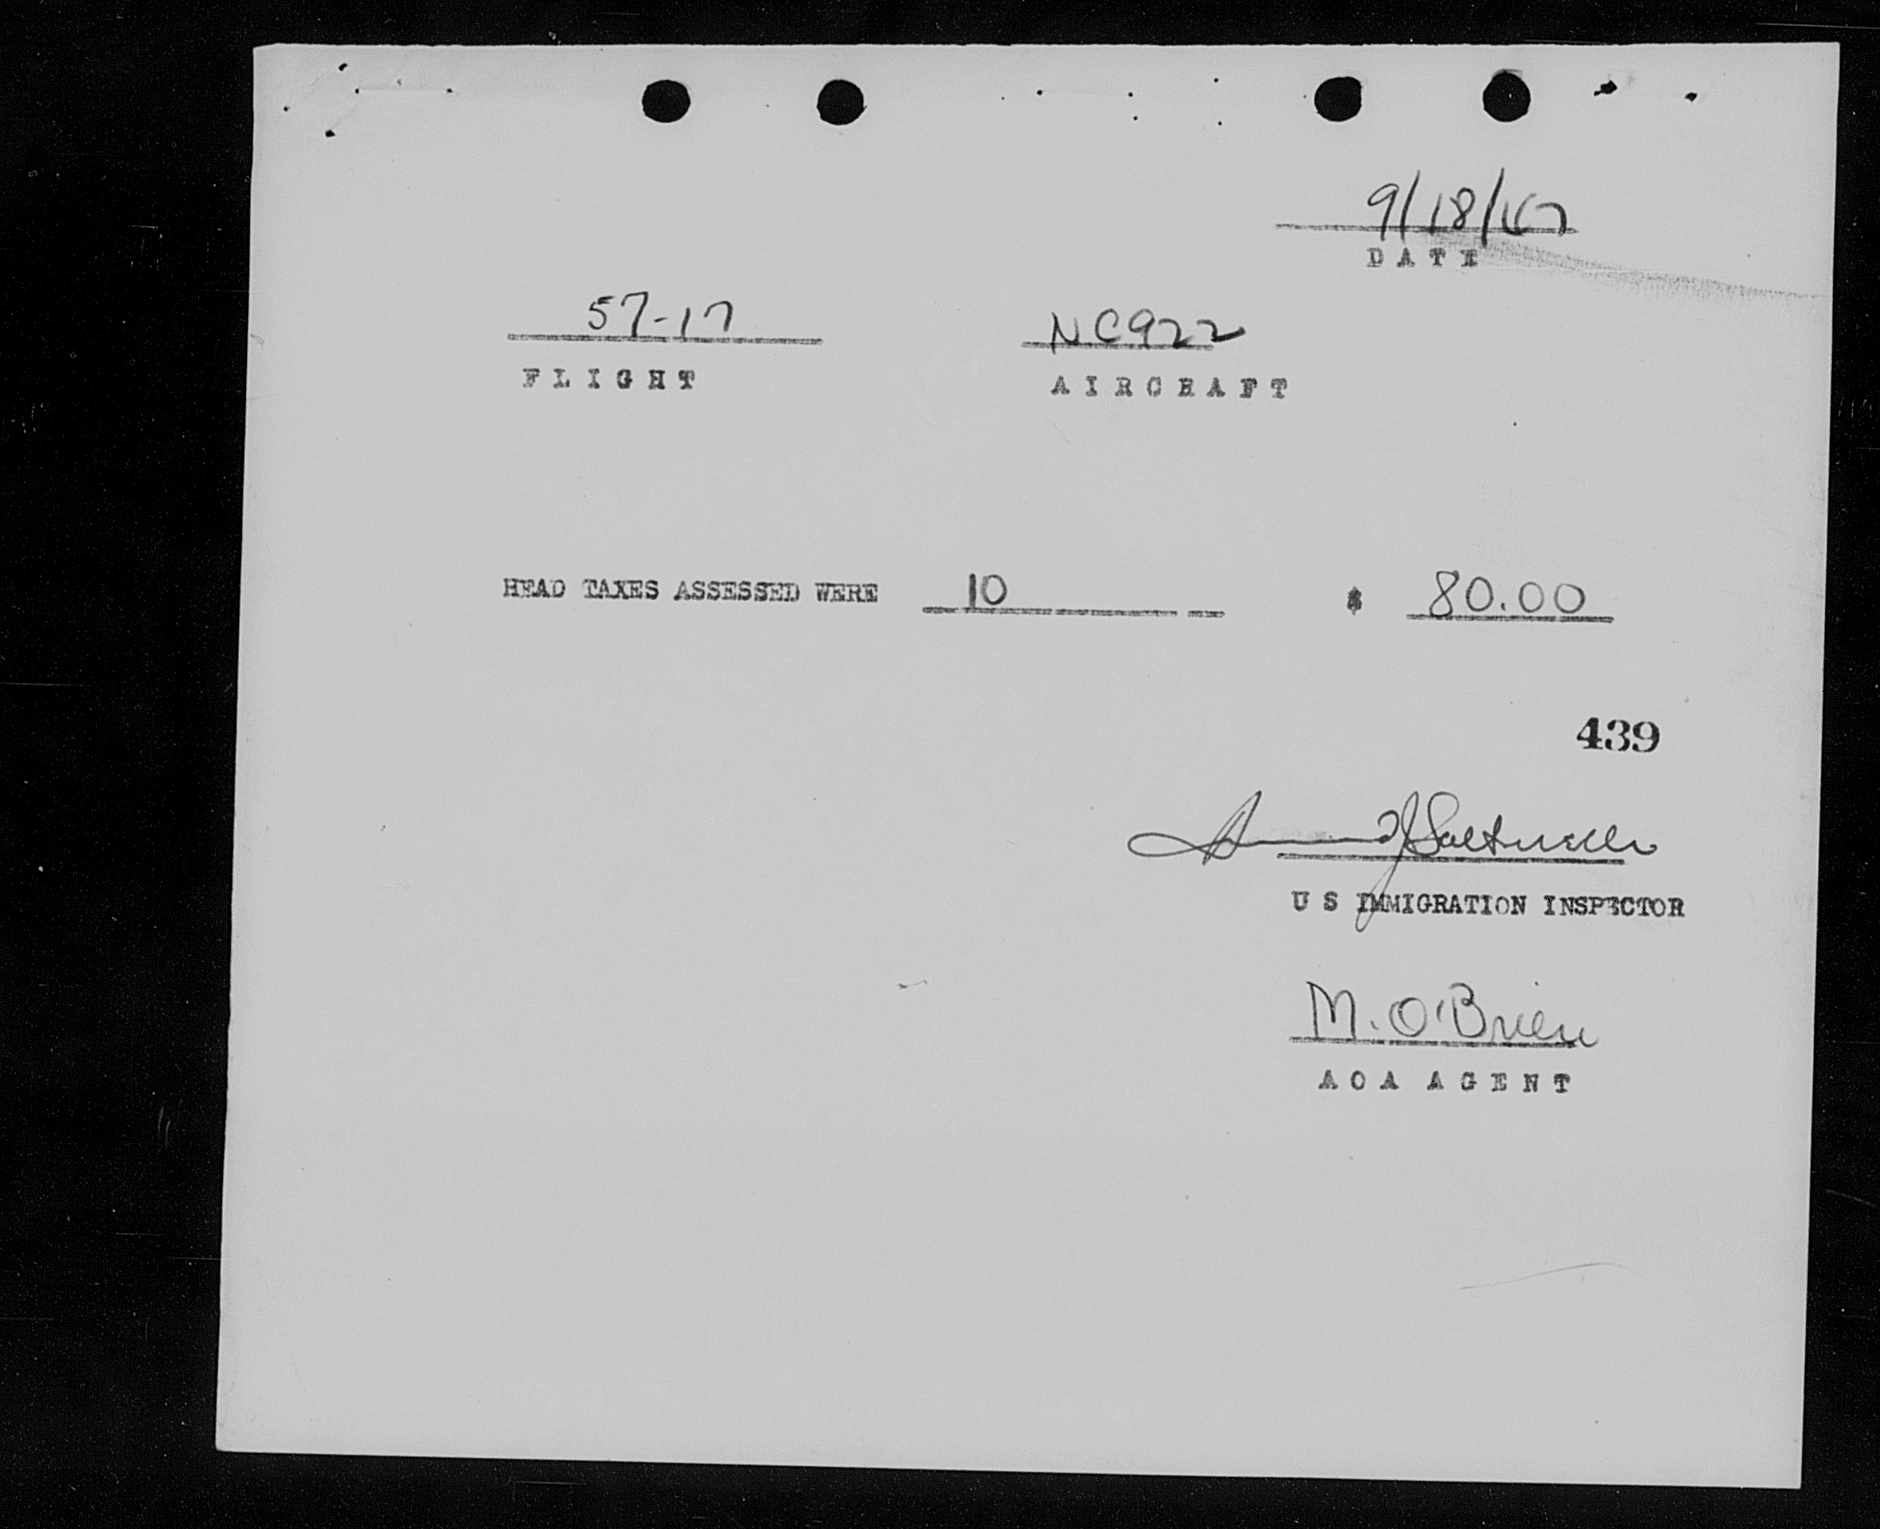 9/18/47
DATE
57-17 NC922
FLIGHT AIRCRAFT
HEAD TAXES ASSESSED WERE 10 $ 80.00
439
U S IMMIGRATION INSPECTOR
M. O'Brien
AOA AGENT